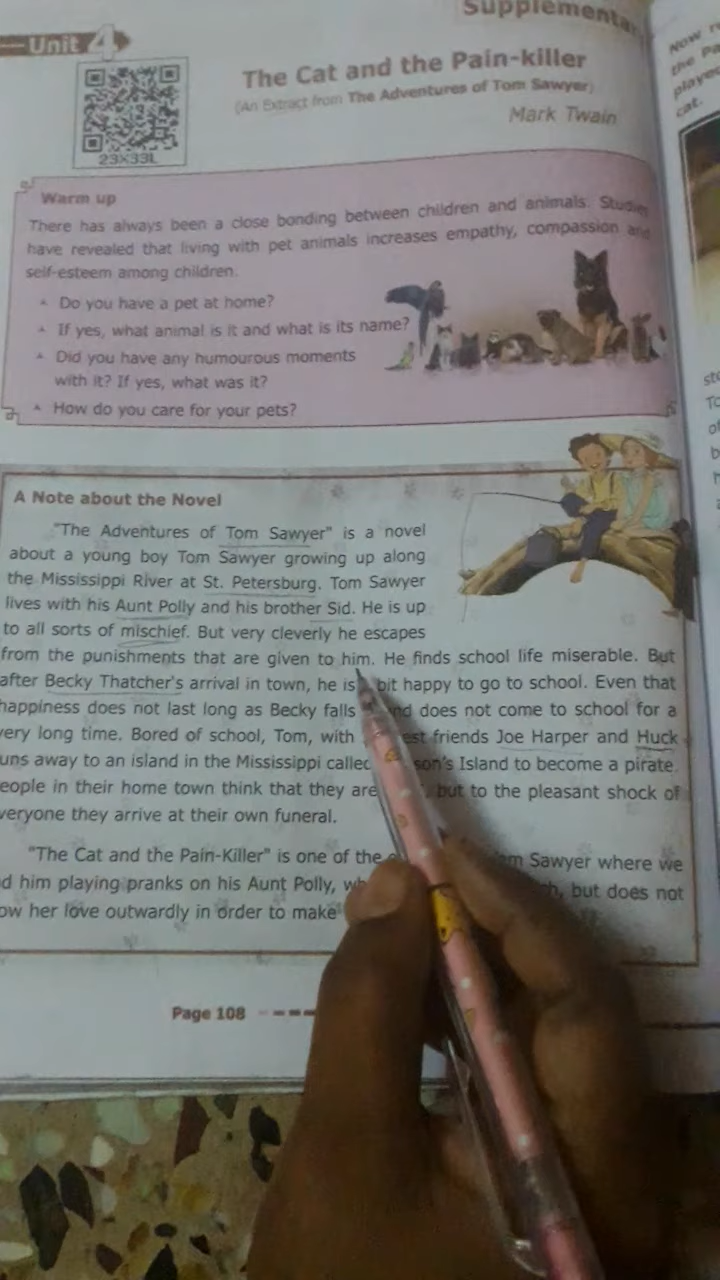 Supplementa
Unit 4
The Cat and the Pain-killer
(An Extract from The Adventures of Tom Sawyer)
Mark Twain
23X33L
Warm up
There has always been a close bonding between children and animals. Studies
have revealed that living with pet animals increases empathy, compassion and
self-esteem among children.
Do you have a pet at home?
If yes, what animal is it and what is its name?
Did you have any humourous moments
with it? If yes, what was it?
How do you care for your pets?
A Note about the Novel
"The Adventures of Tom Sawyer" is a novel
about a young boy Tom Sawyer growing up along
the Mississippi River at St. Petersburg. Tom Sawyer
lives with his Aunt Polly and his brother Sid. He is up
to all sorts of mischief. But very cleverly he escapes
from the punishments that are given to him. He finds school life miserable. But
after Becky Thatcher's arrival in town, he is bit happy to go to school. Even that
happiness does not last long as Becky falls nd does not come to school for a
very long time. Bored of school, Tom, with est friends Joe Harper and Huck
uns away to an island in the Mississippi called son's Island to become a pirate.
eople in their home town think that they are , but to the pleasant shock of
veryone they arrive at their own funeral.
"The Cat and the Pain-Killer" is one of the m Sawyer where we
d him playing pranks on his Aunt Polly, wh h, but does not
ow her love outwardly in order to make
Page 108
Now
the Pa
played
cat.